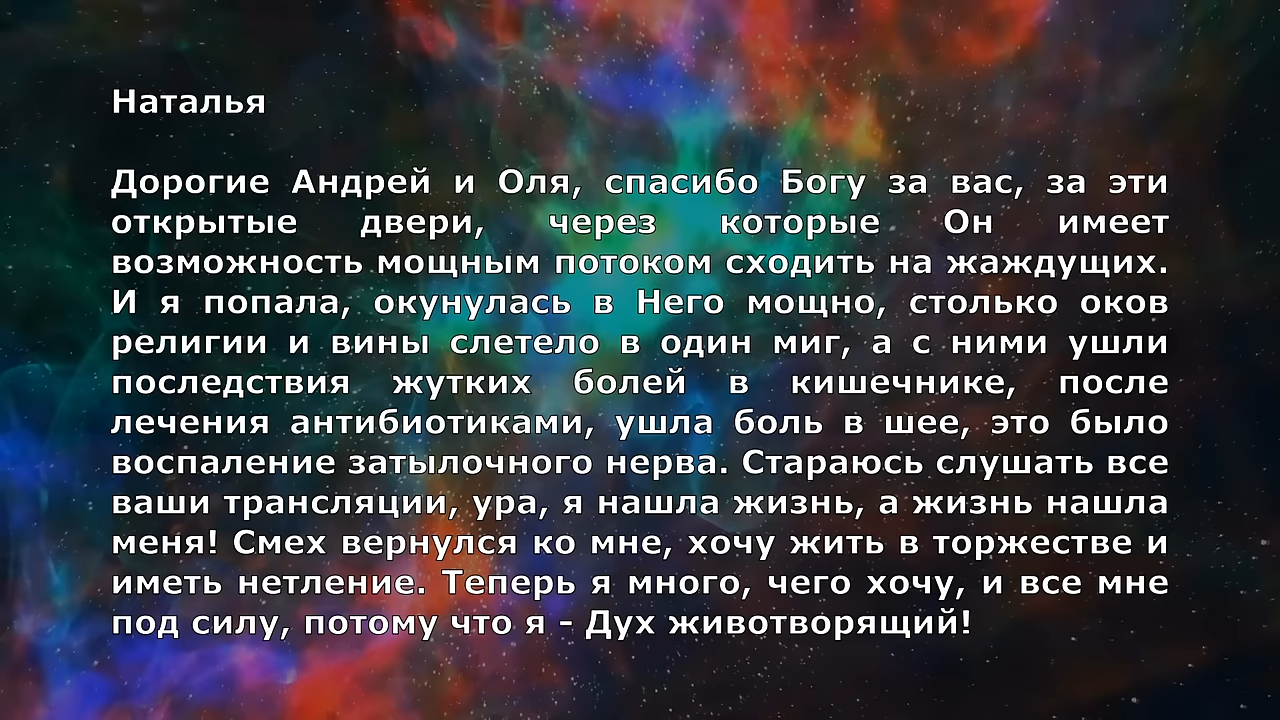 Наталья
Дорогие Андрей и Оля, спасибо Богу за вас, за эти
открытые двери, через которые Он имеет
возможность мощным потоком сходить на жаждущих.
И я попала, окунулась в Него мощно, столько оков
религии и вины слетело в один миг, а с ними ушли
последствия жутких болей в кишечнике, после
лечения антибиотиками, ушла боль в шее, это было
воспаление затылочного нерва. Стараюсь слушать все
ваши трансляции, ура, я нашла жизнь, а жизнь нашла
меня! Смех вернулся ко мне, хочу жить в торжестве и
иметь нетление. Теперь я много, чего хочу, и все мне
под силу, потому что я - Дух животворящий!